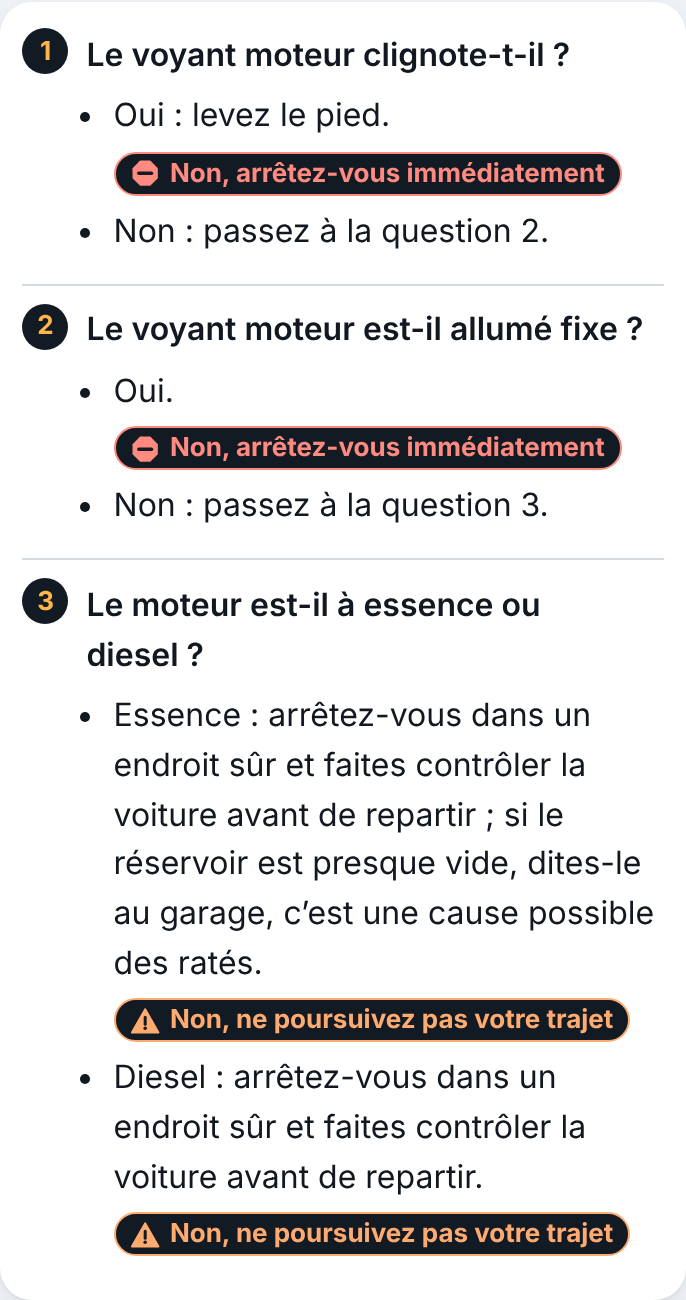 1 Le voyant moteur clignote-t-il ?
• Oui : levez le pied.
Non, arrêtez-vous immédiatement
• Non : passez à la question 2.
2 Le voyant moteur est-il allumé fixe ?
• Oui.
Non, arrêtez-vous immédiatement
• Non : passez à la question 3.
3 Le moteur est-il à essence ou
diesel ?
• Essence : arrêtez-vous dans un
endroit sûr et faites contrôler la
voiture avant de repartir ; si le
réservoir est presque vide, dites-le
au garage, c’est une cause possible
des ratés.
Non, ne poursuivez pas votre trajet
• Diesel : arrêtez-vous dans un
endroit sûr et faites contrôler la
voiture avant de repartir.
Non, ne poursuivez pas votre trajet